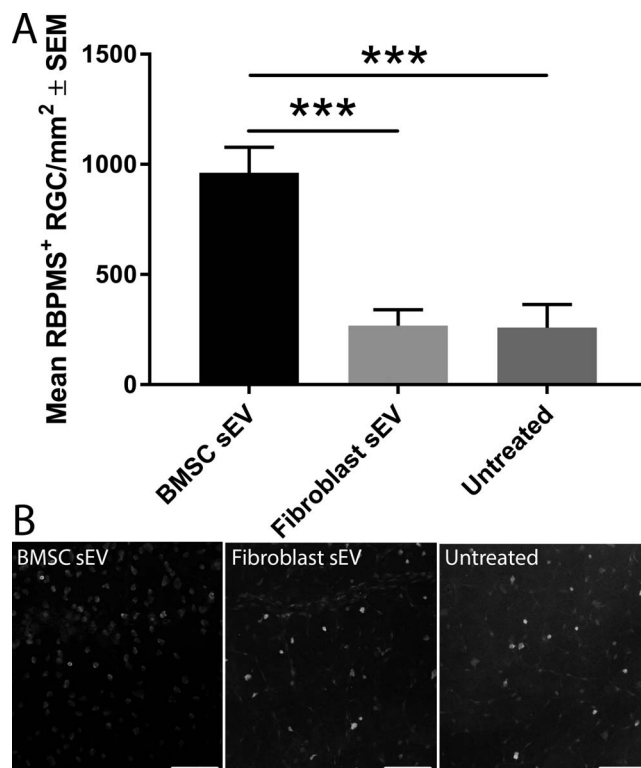 A
Mean RBPMS⁺ RGC/mm² ± SEM
1500
1000
500
0
***
***
BMSC sEV
Fibroblast sEV
Untreated
B
BMSC sEV
Fibroblast sEV
Untreated